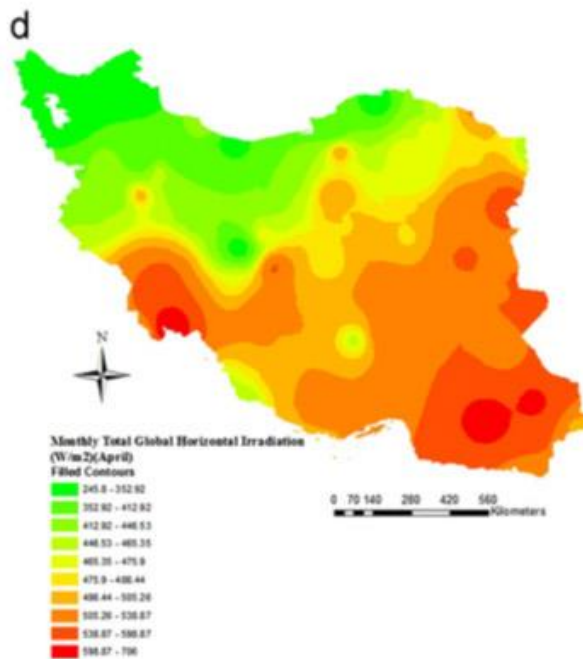 d
N
Monthly Total Global Horizontal Irradiation
(W/m2)(April)
Filled Contours
245.8 - 352.92
352.92 - 412.92
412.92 - 446.53
446.53 - 465.35
465.35 - 475.9
475.9 - 486.44
486.44 - 505.26
505.26 - 538.87
538.87 - 598.87
598.87 - 706
0 70 140 280 420 560
Kilometers